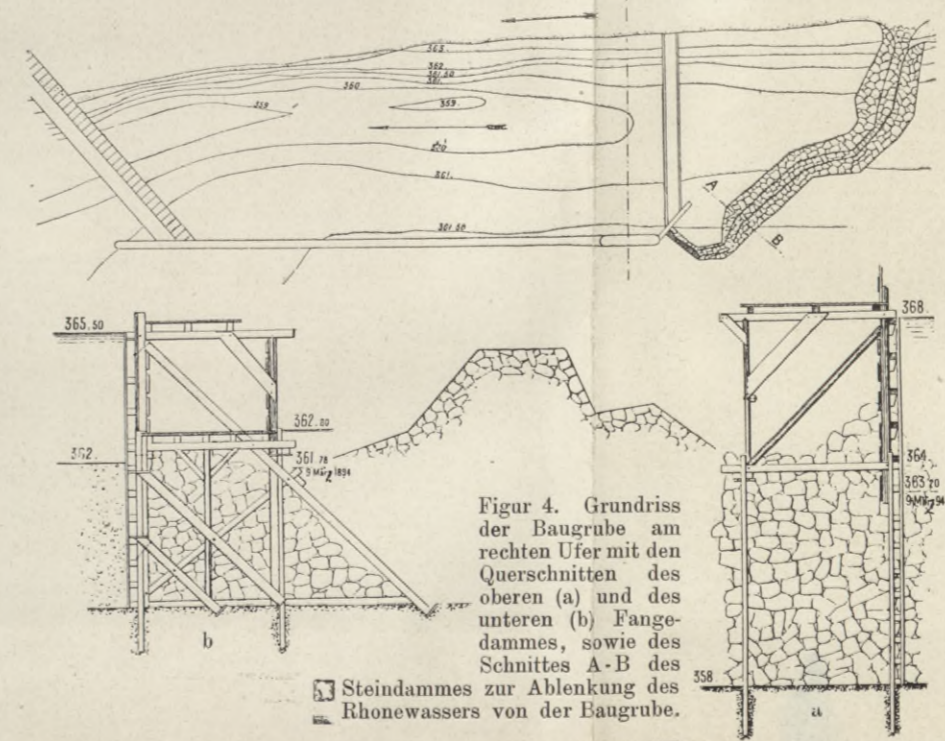 363.
362.
361.50
361.
360
359
359.
360
361.
361.50
A
B
365.50
362.80
362.
361.78
9 März 1894
b
368.
364.
363.20
9 März 94
358.
a
Figur 4. Grundriss
der Baugrube am
rechten Ufer mit den
Querschnitten des
oberen (a) und des
unteren (b) Fange-
dammes, sowie des
Schnittes A-B des
Steindammes zur Ablenkung des
Rhonewassers von der Baugrube.